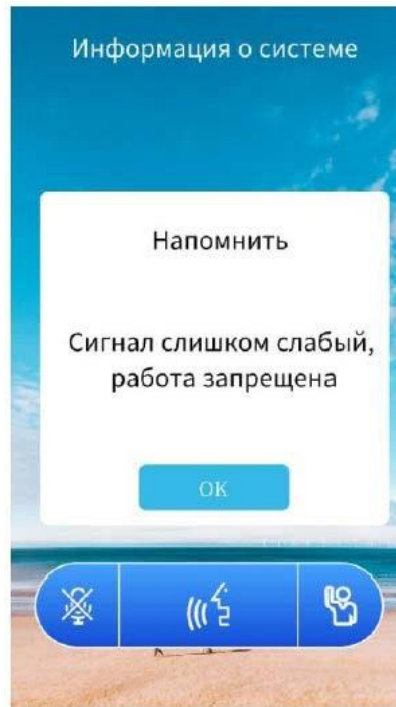 Информация о системе
Напомнить
Сигнал слишком слабый,
работа запрещена
OK